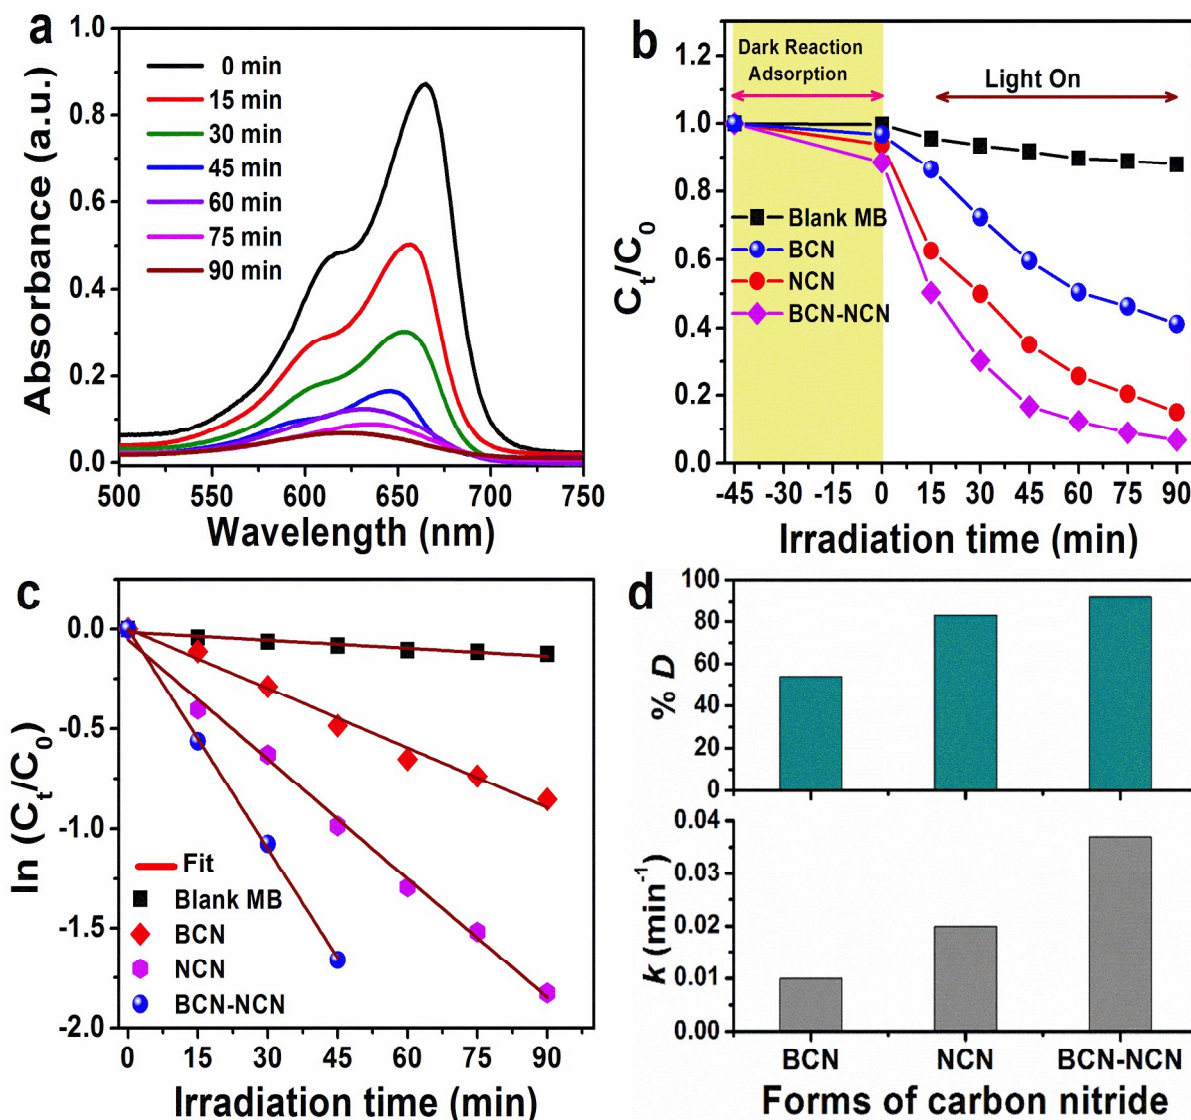 a
Absorbance (a.u.)
1.0
0.8
0.6
0.4
0.2
0.0
0 min
15 min
30 min
45 min
60 min
75 min
90 min
500
550
600
650
700
750
Wavelength (nm)
b
Ct/C0
1.2
1.0
0.8
0.6
0.4
0.2
0.0
Dark Reaction
Adsorption
Light On
Blank MB
BCN
NCN
BCN-NCN
-45
-30
-15
0
15
30
45
60
75
90
Irradiation time (min)
c
ln (Ct/C0)
0.0
-0.5
-1.0
-1.5
-2.0
Fit
Blank MB
BCN
NCN
BCN-NCN
0
15
30
45
60
75
90
Irradiation time (min)
d
% D
100
80
60
40
20
0
k (min-1)
0.04
0.03
0.02
0.01
0.00
BCN
NCN
BCN-NCN
Forms of carbon nitride